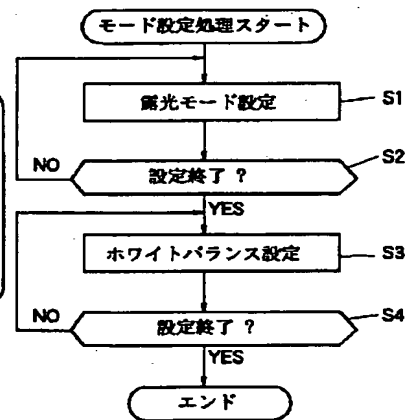 モード設定処理スタート
露光モード設定 S1
NO 設定終了 ? S2
YES
ホワイトバランス設定 S3
NO 設定終了 ? S4
YES
エンド